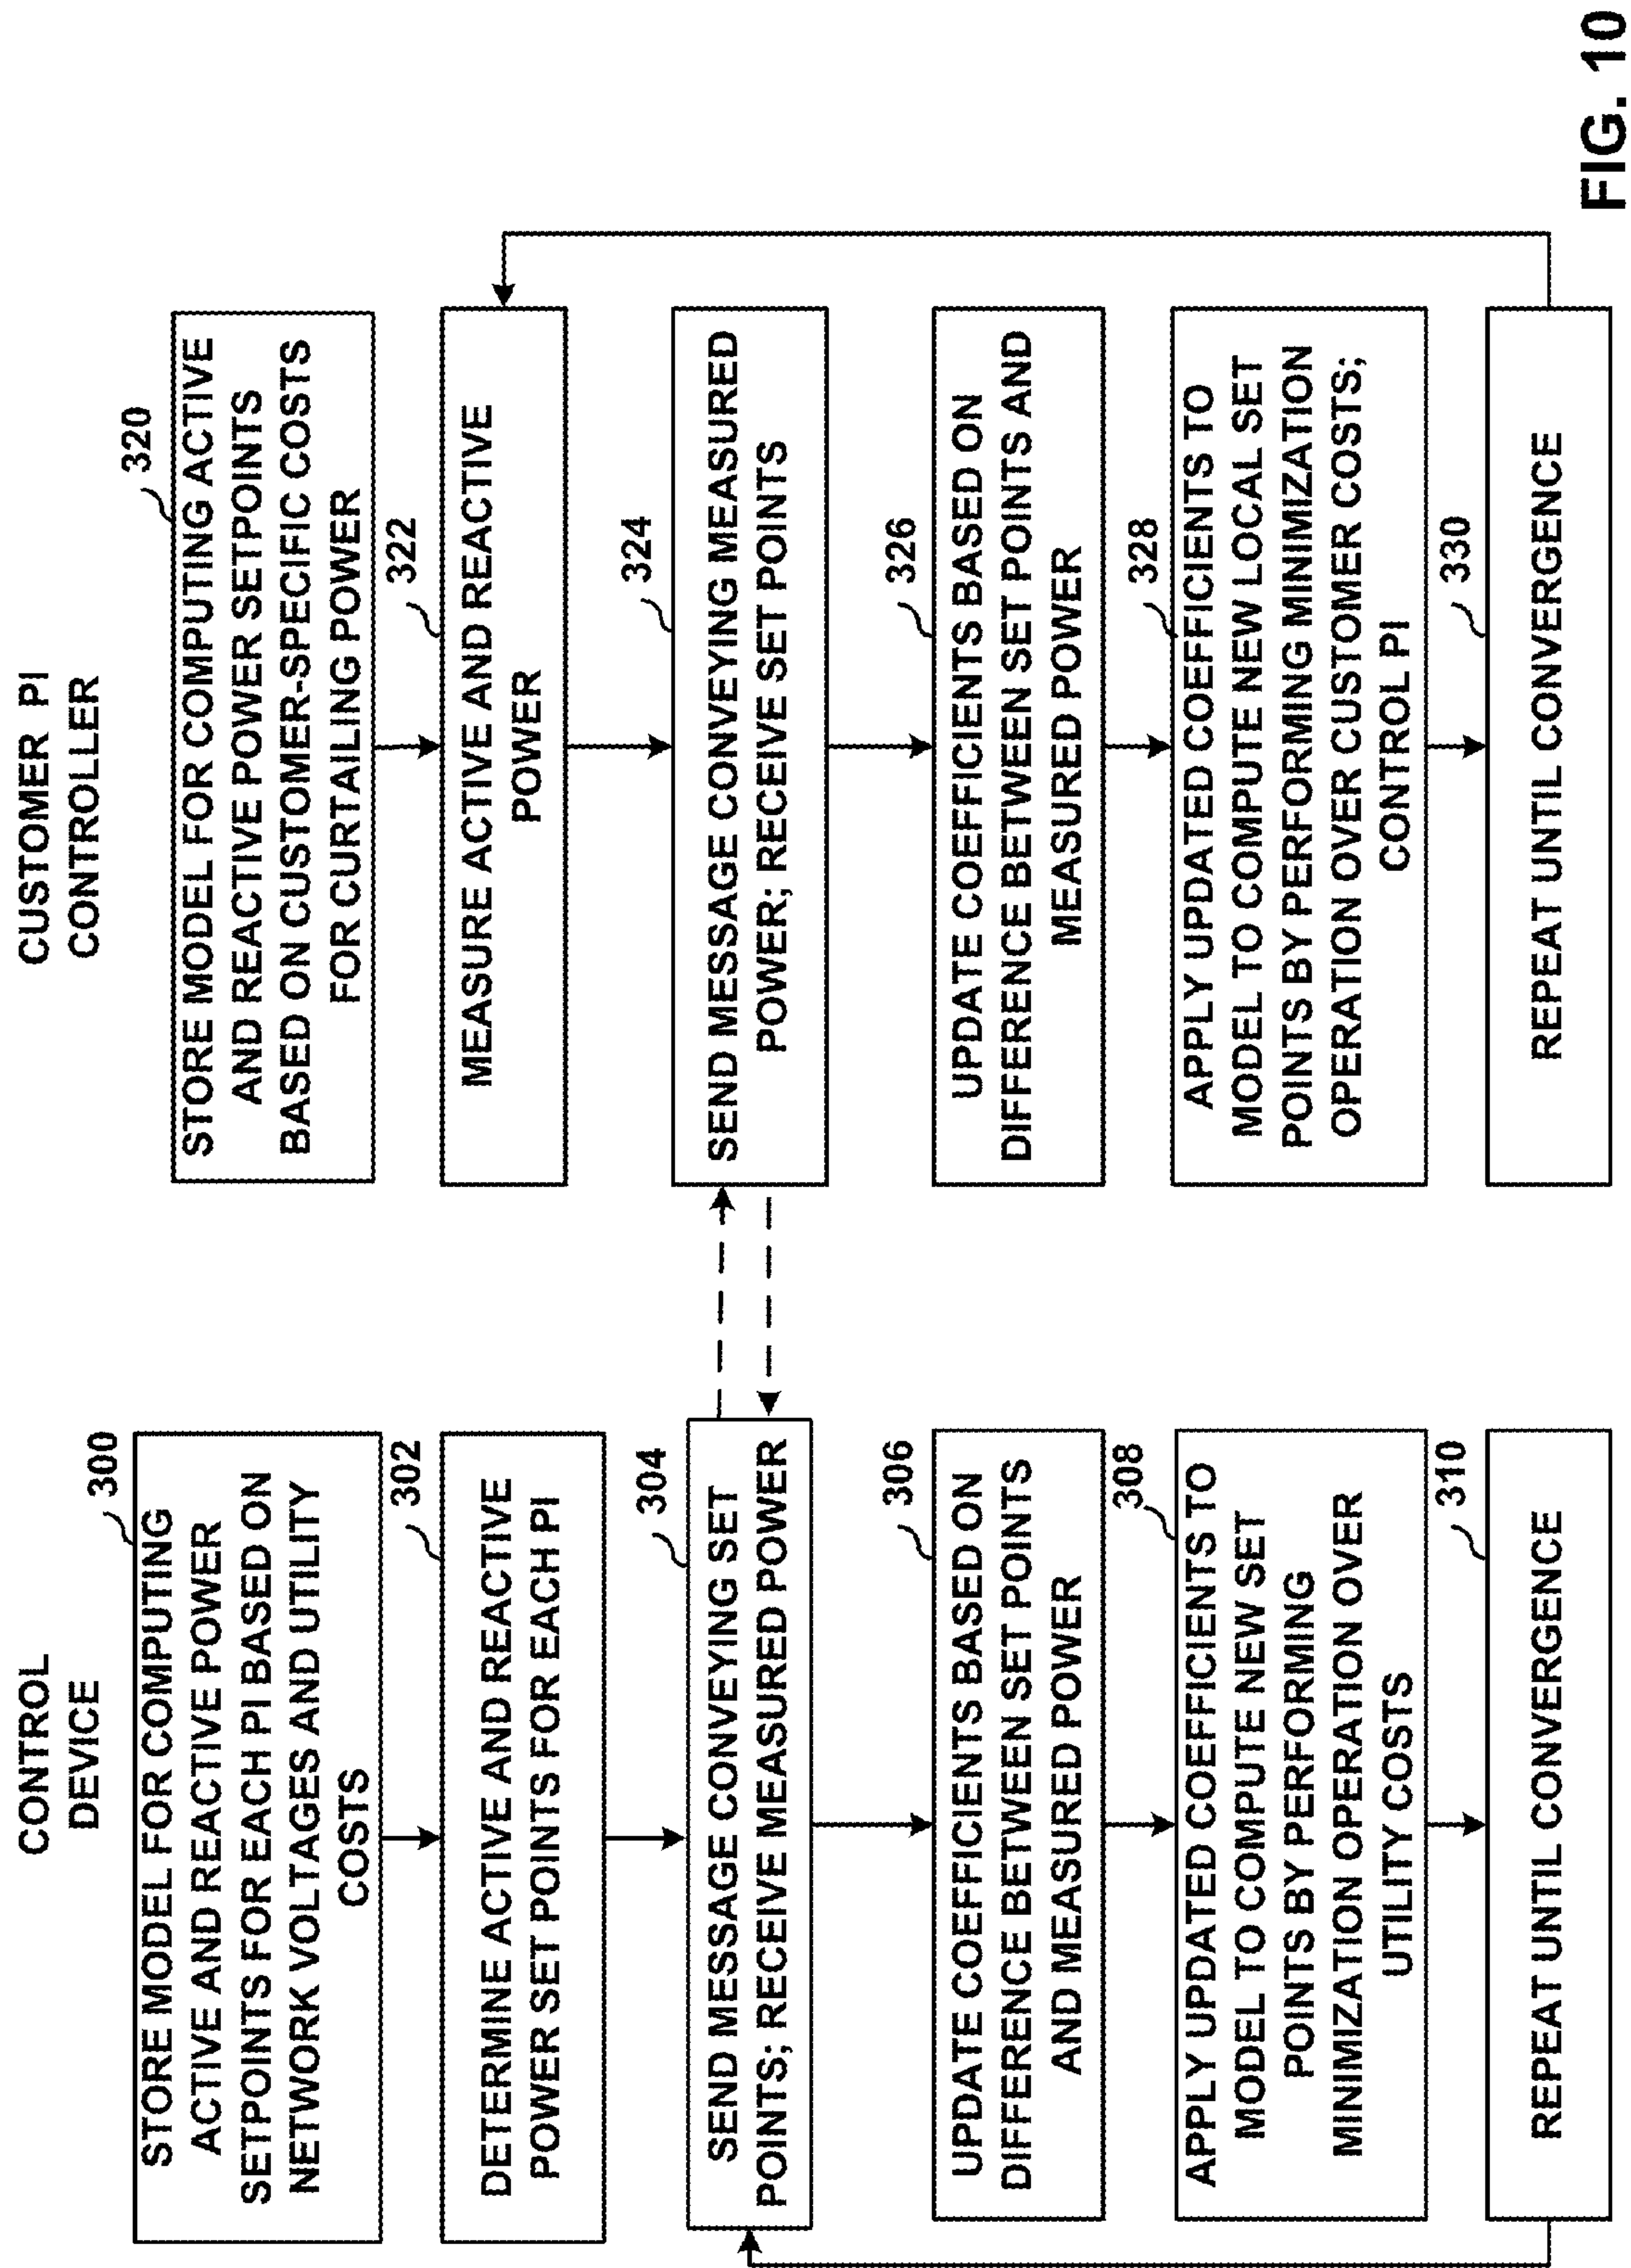 CONTROL
DEVICE
300
STORE MODEL FOR COMPUTING
ACTIVE AND REACTIVE POWER
SETPOINTS FOR EACH PI BASED ON
NETWORK VOLTAGES AND UTILITY
COSTS
302
DETERMINE ACTIVE AND REACTIVE
POWER SET POINTS FOR EACH PI
304
SEND MESSAGE CONVEYING SET
POINTS; RECEIVE MEASURED POWER
306
UPDATE COEFFICIENTS BASED ON
DIFFERENCE BETWEEN SET POINTS
AND MEASURED POWER
308
APPLY UPDATED COEFFICIENTS TO
MODEL TO COMPUTE NEW SET
POINTS BY PERFORMING
MINIMIZATION OPERATION OVER
UTILITY COSTS
310
REPEAT UNTIL CONVERGENCE
CUSTOMER PI
CONTROLLER
320
STORE MODEL FOR COMPUTING ACTIVE
AND REACTIVE POWER SETPOINTS
BASED ON CUSTOMER-SPECIFIC COSTS
FOR CURTAILING POWER
322
MEASURE ACTIVE AND REACTIVE
POWER
324
SEND MESSAGE CONVEYING MEASURED
POWER; RECEIVE SET POINTS
326
UPDATE COEFFICIENTS BASED ON
DIFFERENCE BETWEEN SET POINTS AND
MEASURED POWER
328
APPLY UPDATED COEFFICIENTS TO
MODEL TO COMPUTE NEW LOCAL SET
POINTS BY PERFORMING MINIMIZATION
OPERATION OVER CUSTOMER COSTS;
CONTROL PI
330
REPEAT UNTIL CONVERGENCE
FIG. 10